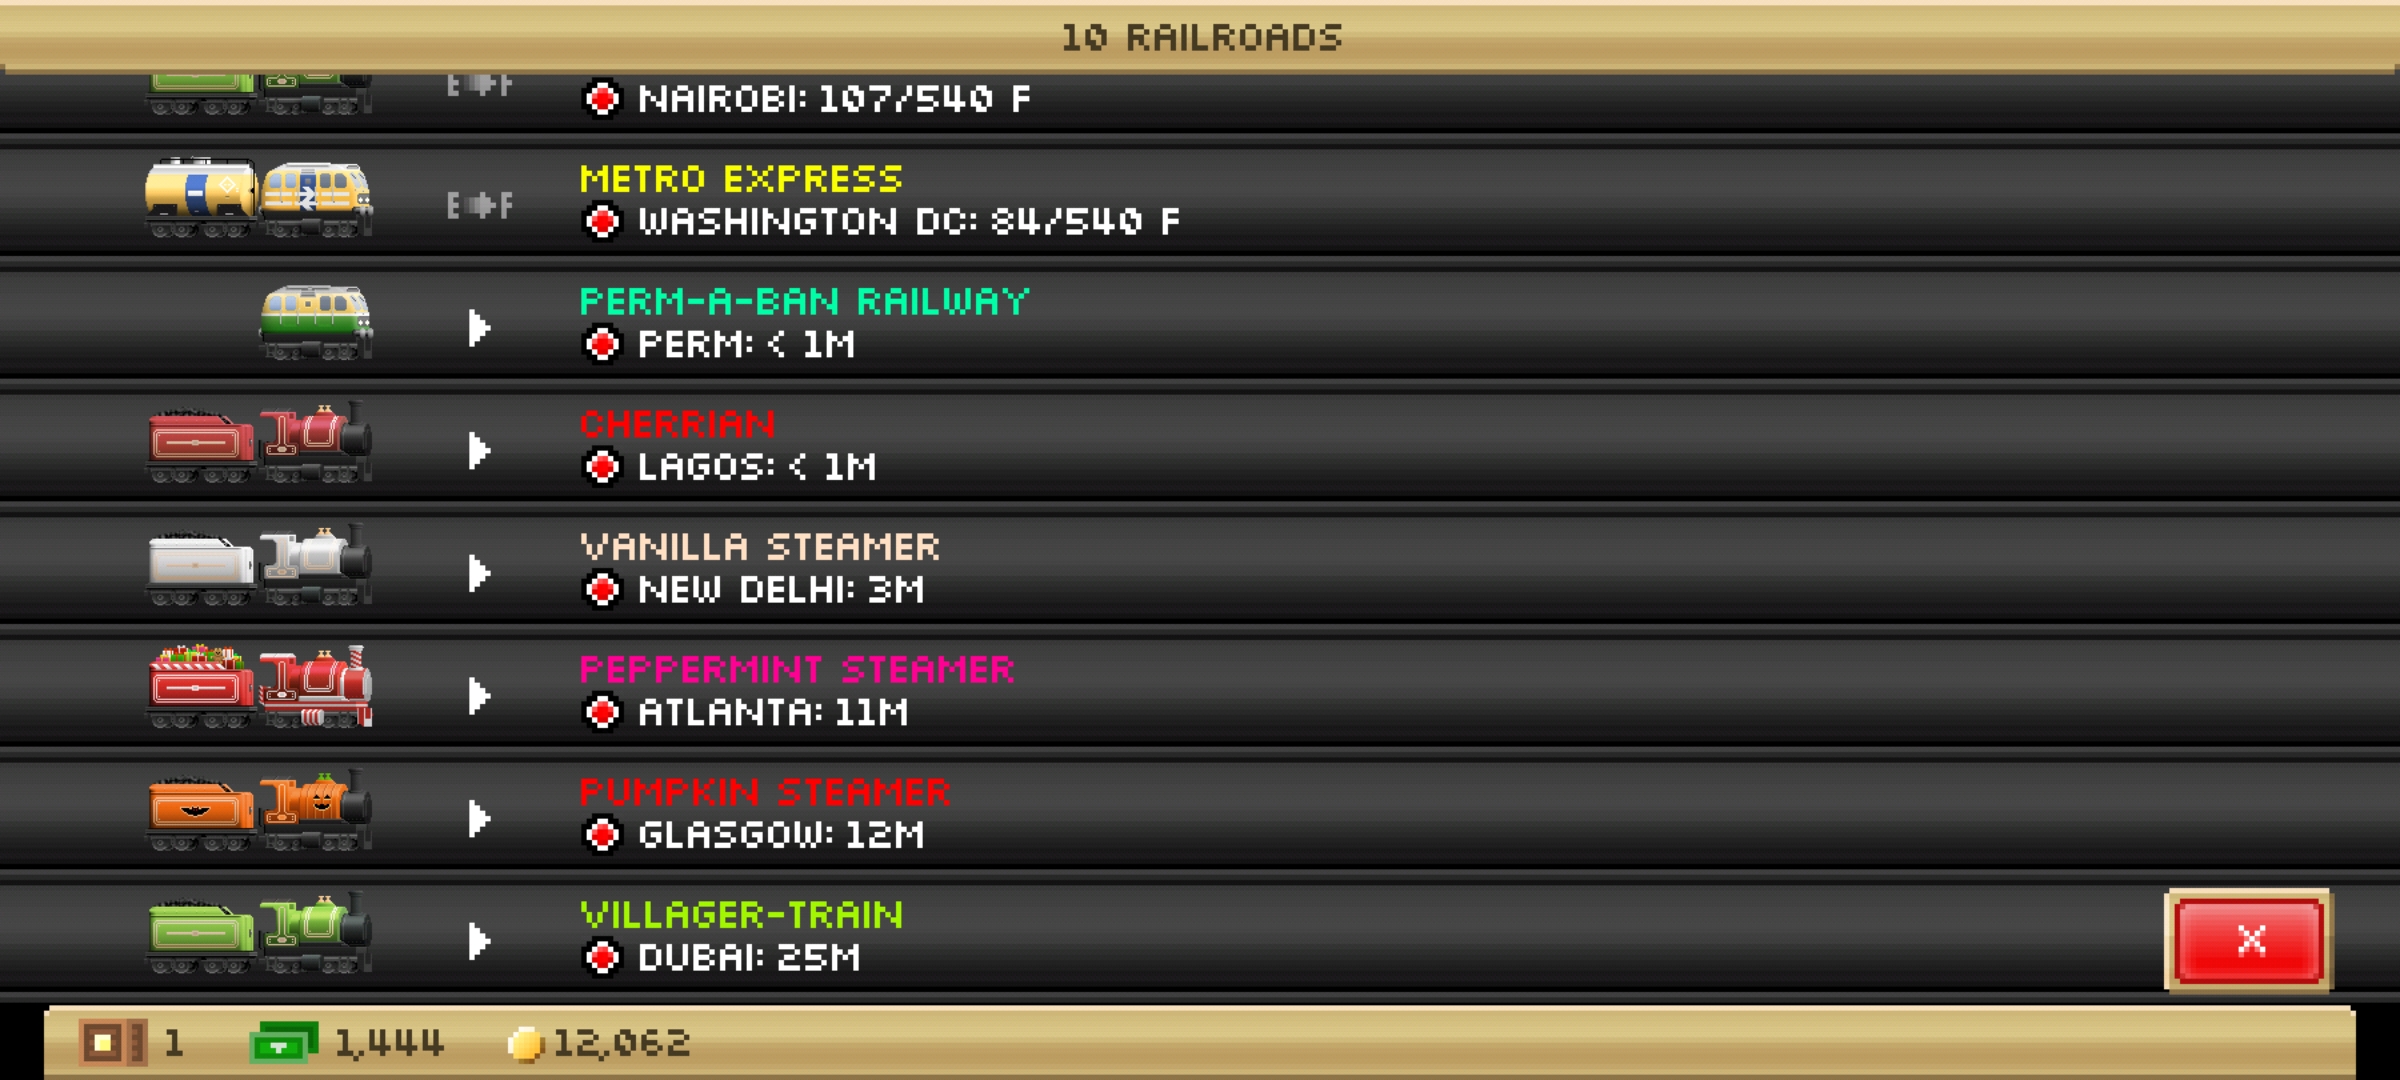 10 RAILROADS
E F
NAIROBI: 107/540 F
METRO EXPRESS
E F
WASHINGTON DC: 84/540 F
PERM-A-BAN RAILWAY
PERM: < 1M
CHERRIAN
LAGOS: < 1M
VANILLA STEAMER
NEW DELHI: 3M
PEPPERMINT STEAMER
ATLANTA: 11M
PUMPKIN STEAMER
GLASGOW: 12M
VILLAGER-TRAIN
DUBAI: 25M
X
1 1,444 12,062